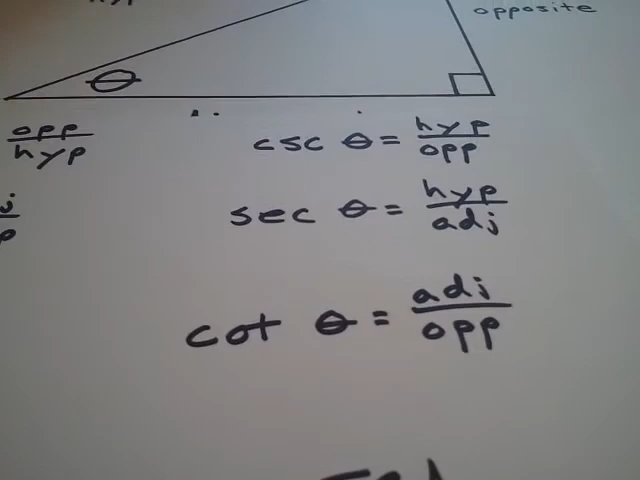 opposite
θ
opp/hyp
csc θ = hyp/opp
sec θ = hyp/adj
cot θ = adj/opp